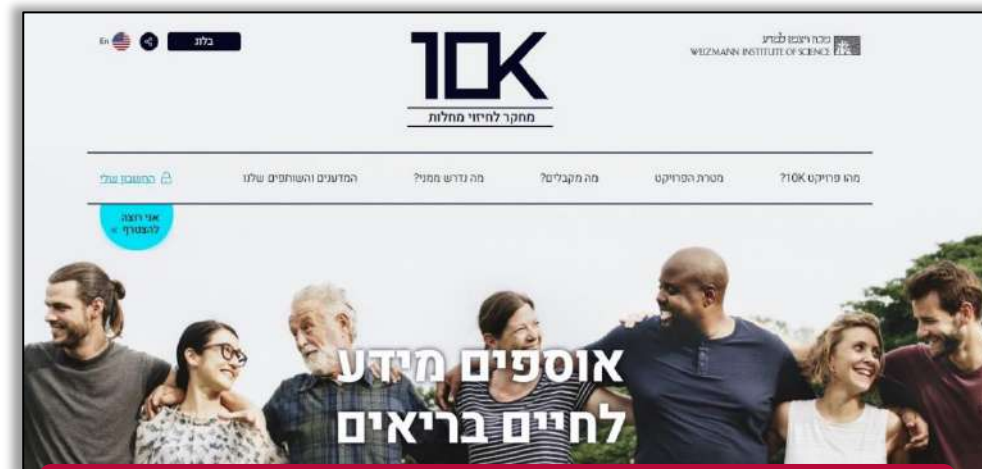 En
בלוג
10K
מחקר לחיזוי מחלות
מכון ויצמן למדע
WEIZMANN INSTITUTE OF SCIENCE
מהו פרויקט 10K?
מטרת הפרויקט
מה מקבלים?
מה נדרש ממני?
המדענים והשותפים שלנו
החשבון שלי
אני רוצה
להצטרף »
אוספים מידע
לחיים בריאים